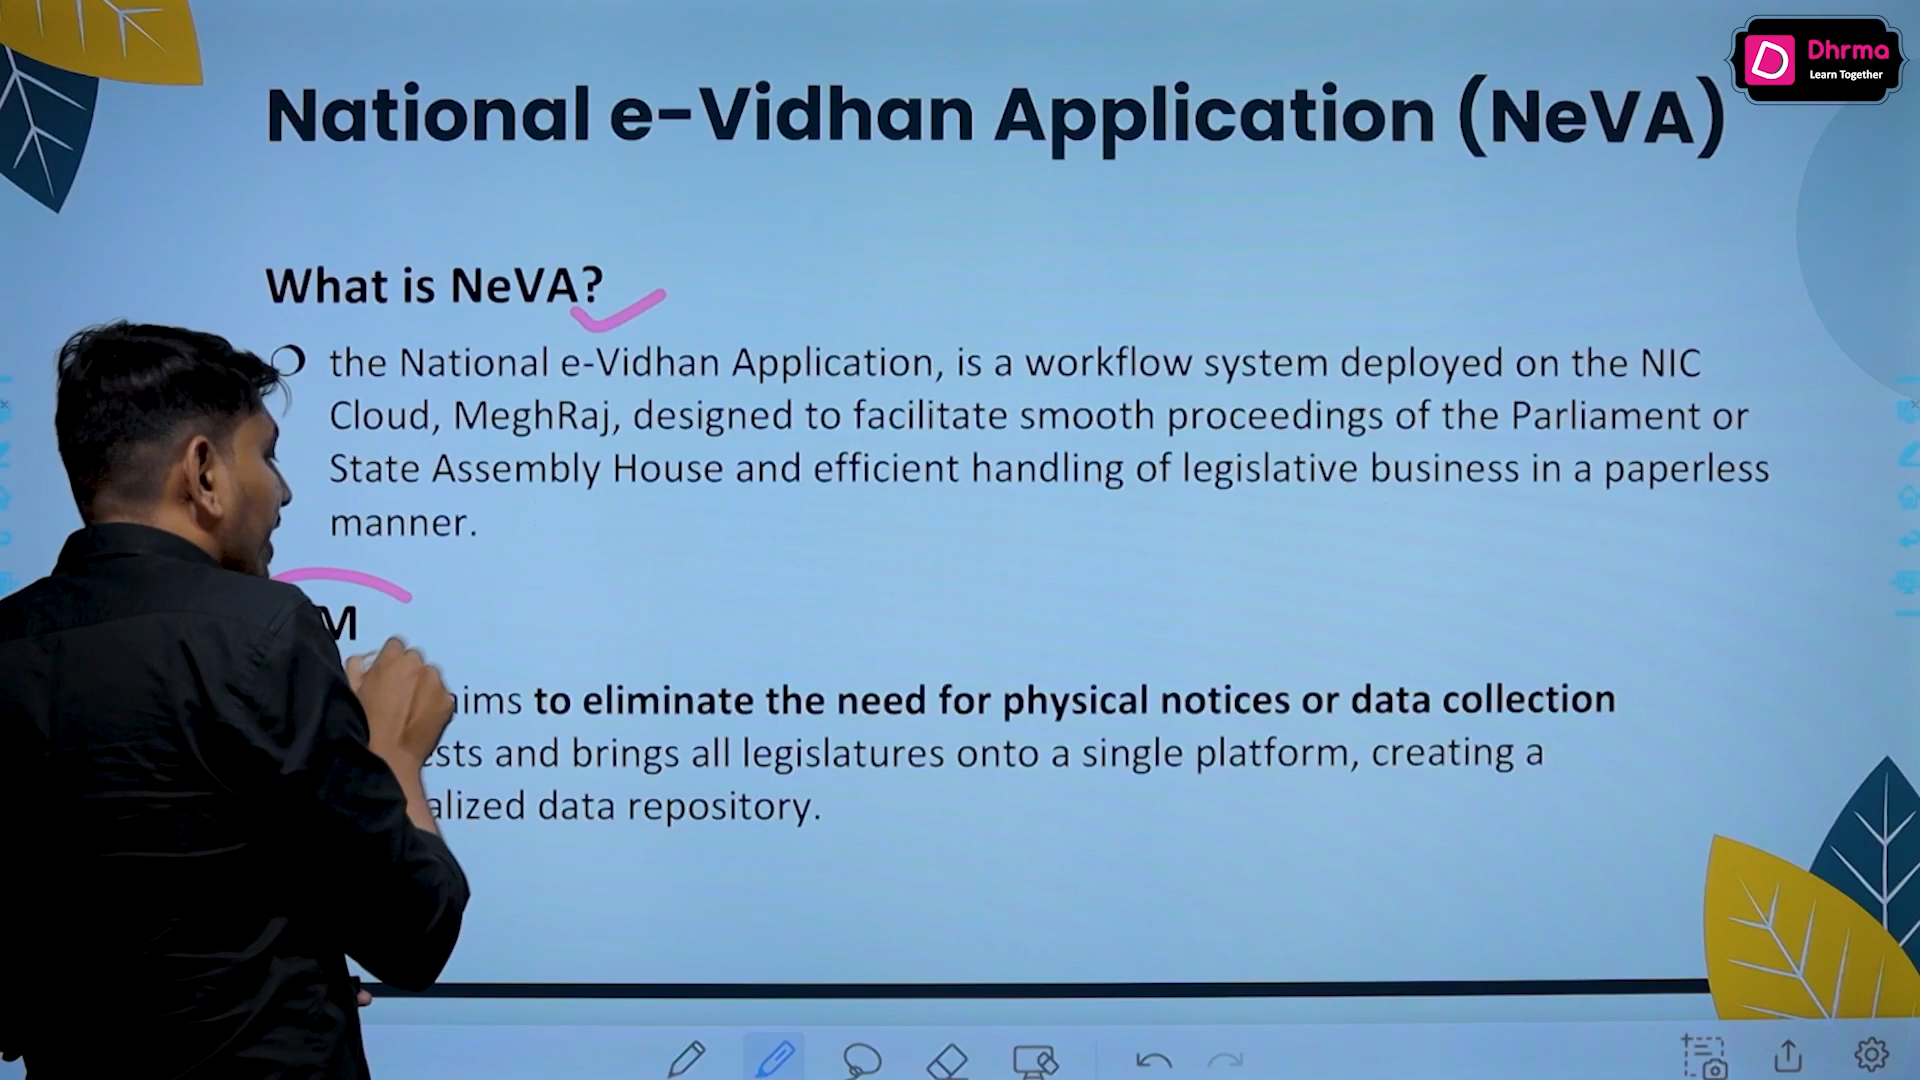 Dhrma
Learn Together
National e-Vidhan Application (NeVA)
What is NeVA?
the National e-Vidhan Application, is a workflow system deployed on the NIC
Cloud, MeghRaj, designed to facilitate smooth proceedings of the Parliament or
State Assembly House and efficient handling of legislative business in a paperless
manner.
to eliminate the need for physical notices or data collection
and brings all legislatures onto a single platform, creating a
data repository.